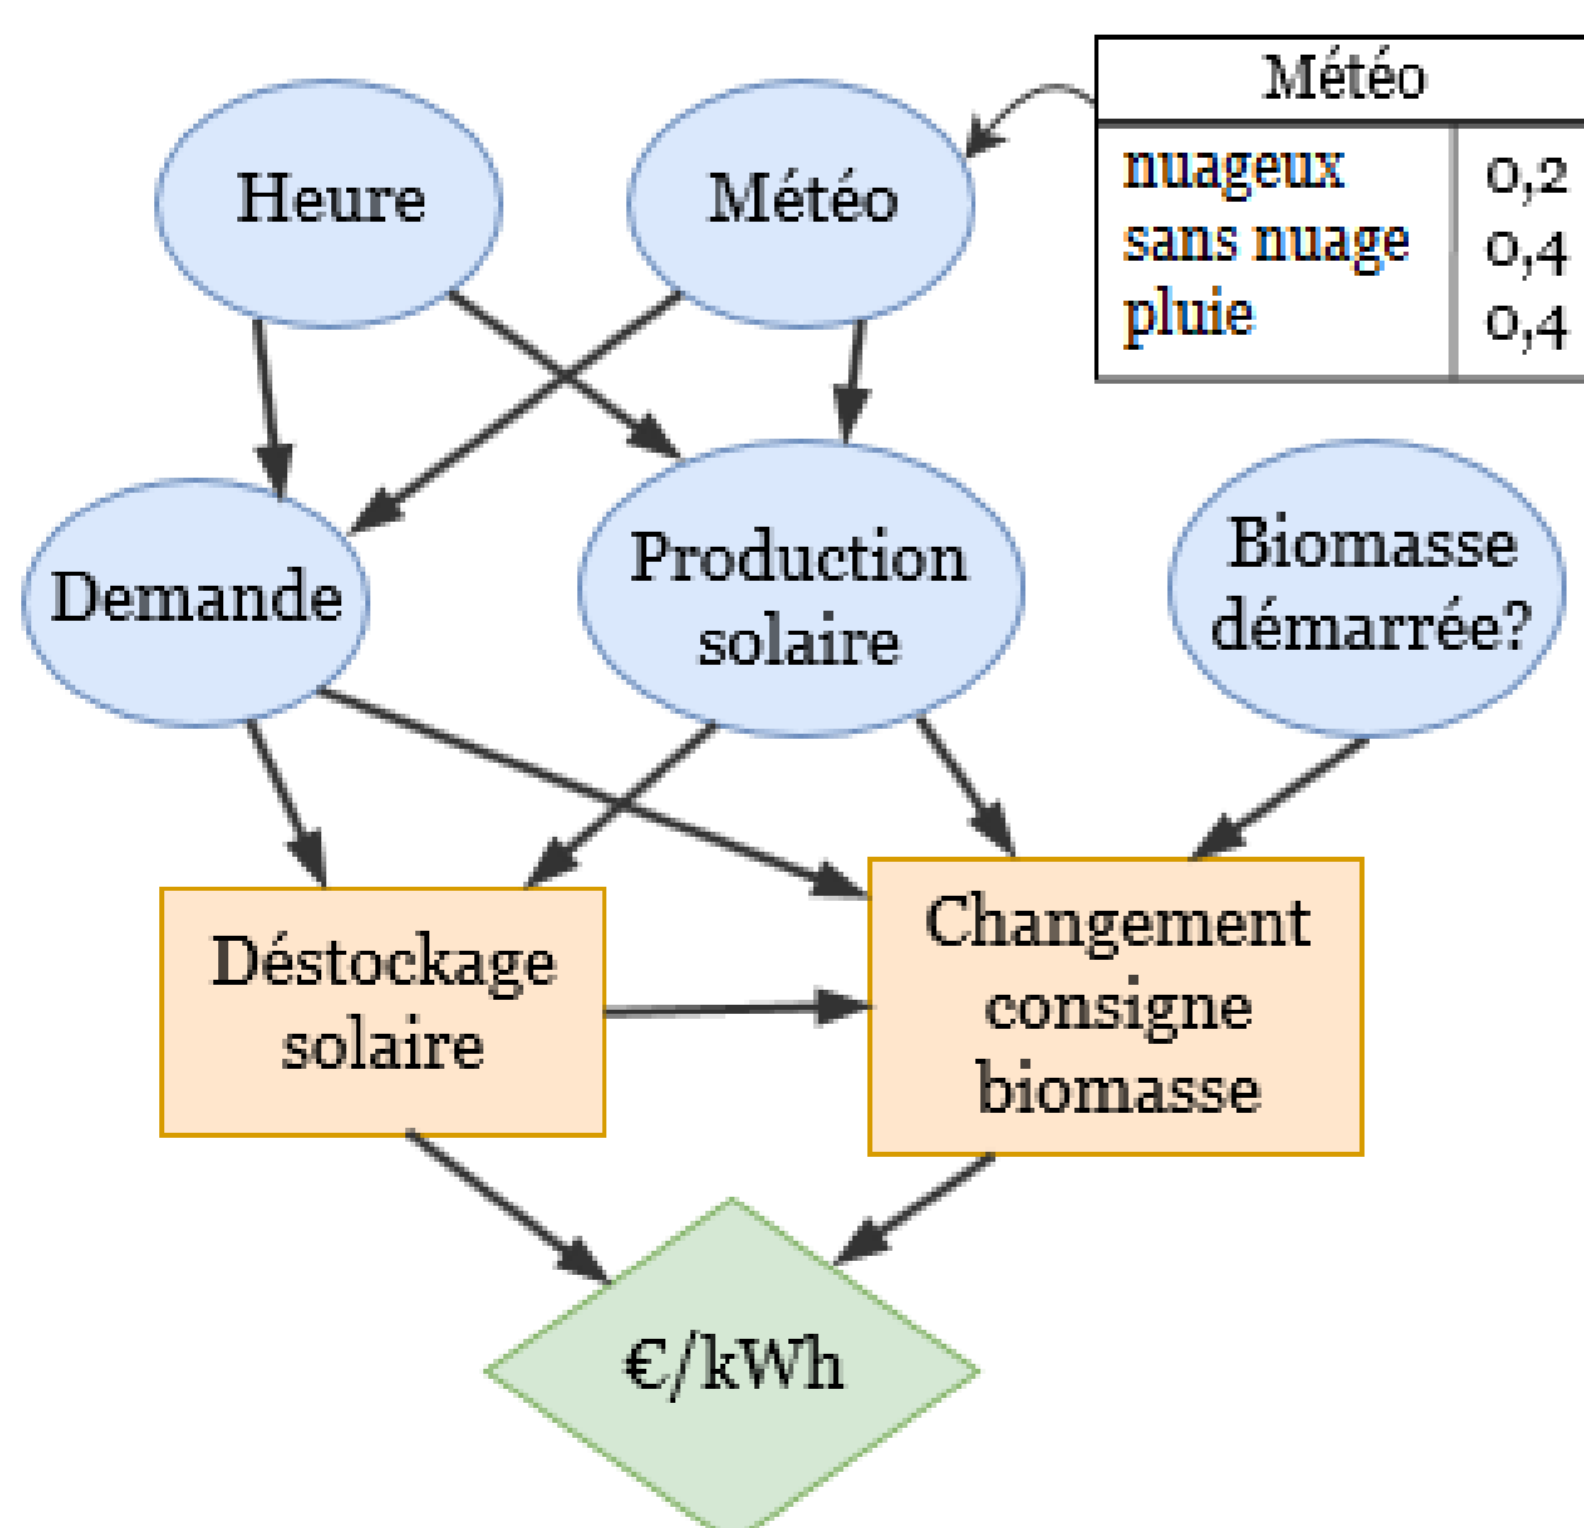 Météo
nuageux 0,2
sans nuage 0,4
pluie 0,4
Heure
Météo
Demande
Production
solaire
Biomasse
démarrée?
Déstockage
solaire
Changement
consigne
biomasse
€/kWh